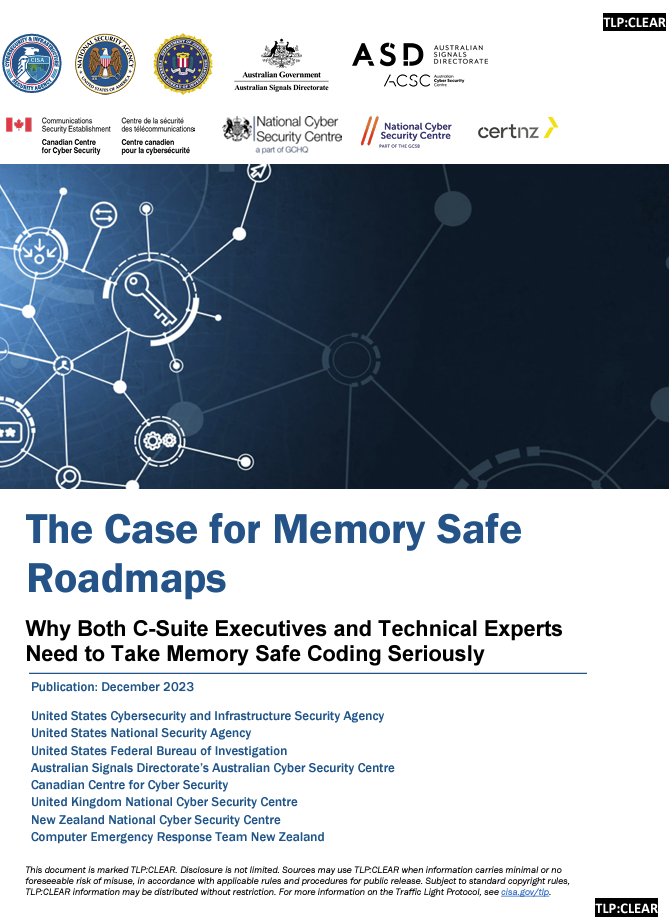 TLP:CLEAR
Australian Government
Australian Signals Directorate
ASD AUSTRALIAN SIGNALS DIRECTORATE
ACSC Australian Cyber Security Centre
Communications Security Establishment
Canadian Centre for Cyber Security
Centre de la sécurité des télécommunications
Centre canadien pour la cybersécurité
National Cyber Security Centre
a part of GCHQ
National Cyber Security Centre
PART OF THE GCSB
certnz
The Case for Memory Safe
Roadmaps
Why Both C-Suite Executives and Technical Experts
Need to Take Memory Safe Coding Seriously
Publication: December 2023
United States Cybersecurity and Infrastructure Security Agency
United States National Security Agency
United States Federal Bureau of Investigation
Australian Signals Directorate's Australian Cyber Security Centre
Canadian Centre for Cyber Security
United Kingdom National Cyber Security Centre
New Zealand National Cyber Security Centre
Computer Emergency Response Team New Zealand
This document is marked TLP:CLEAR. Disclosure is not limited. Sources may use TLP:CLEAR when information carries minimal or no
foreseeable risk of misuse, in accordance with applicable rules and procedures for public release. Subject to standard copyright rules,
TLP:CLEAR information may be distributed without restriction. For more information on the Traffic Light Protocol, see cisa.gov/tlp.
TLP:CLEAR